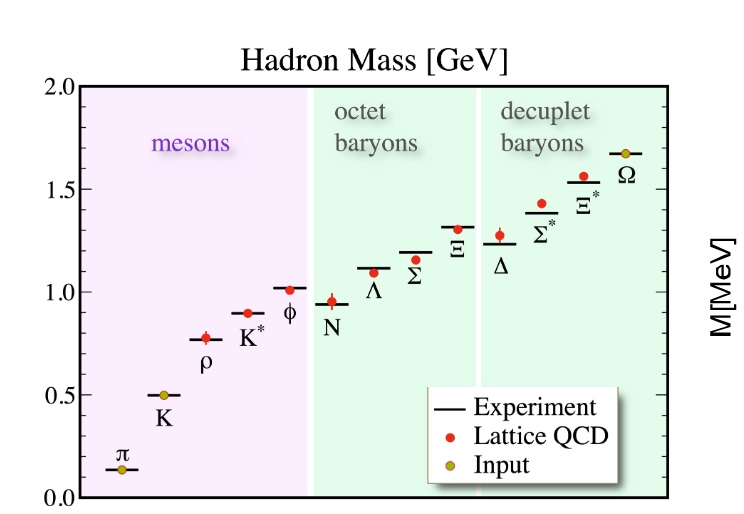 Hadron Mass [GeV]
2.0
1.5
1.0
0.5
0.0
mesons
octet
baryons
decuplet
baryons
π
K
ρ
K*
ϕ
N
Λ
Σ
Ξ
Δ
Σ*
Ξ*
Ω
Experiment
Lattice QCD
Input
M[MeV]